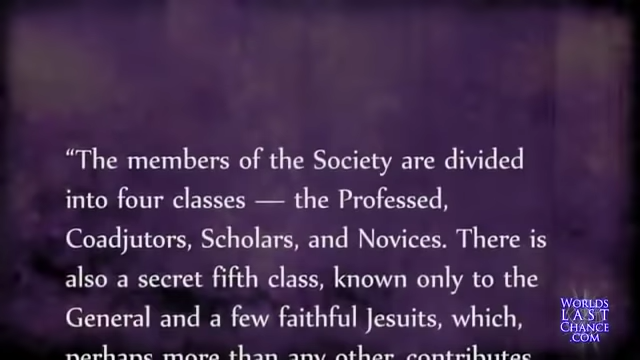 “The members of the Society are divided
into four classes — the Professed,
Coadjutors, Scholars, and Novices. There is
also a secret fifth class, known only to the
General and a few faithful Jesuits, which,
perhaps more than any other, contributes
WORLDS
LAST
CHANCE
.COM